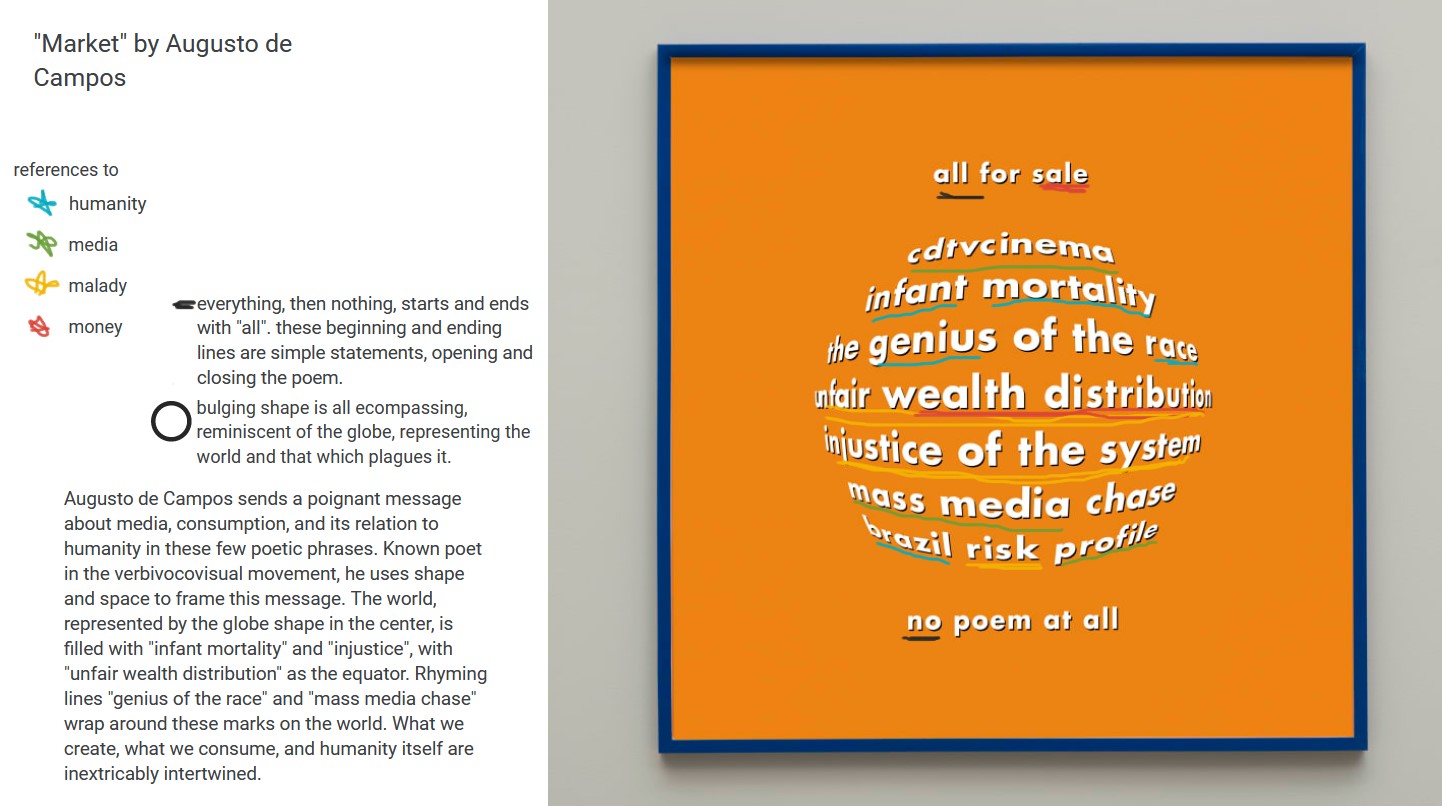 "Market" by Augusto de
Campos
references to
humanity
media
malady
money
everything, then nothing, starts and ends
with "all". these beginning and ending
lines are simple statements, opening and
closing the poem.
bulging shape is all ecompassing,
reminiscent of the globe, representing the
world and that which plagues it.
Augusto de Campos sends a poignant message
about media, consumption, and its relation to
humanity in these few poetic phrases. Known poet
in the verbivocovisual movement, he uses shape
and space to frame this message. The world,
represented by the globe shape in the center, is
filled with "infant mortality" and "injustice", with
"unfair wealth distribution" as the equator. Rhyming
lines "genius of the race" and "mass media chase"
wrap around these marks on the world. What we
create, what we consume, and humanity itself are
inextricably intertwined.
all for sale
cdtvcinema
infant mortality
the genius of the race
unfair wealth distribution
injustice of the system
mass media chase
brazil risk profile
no poem at all